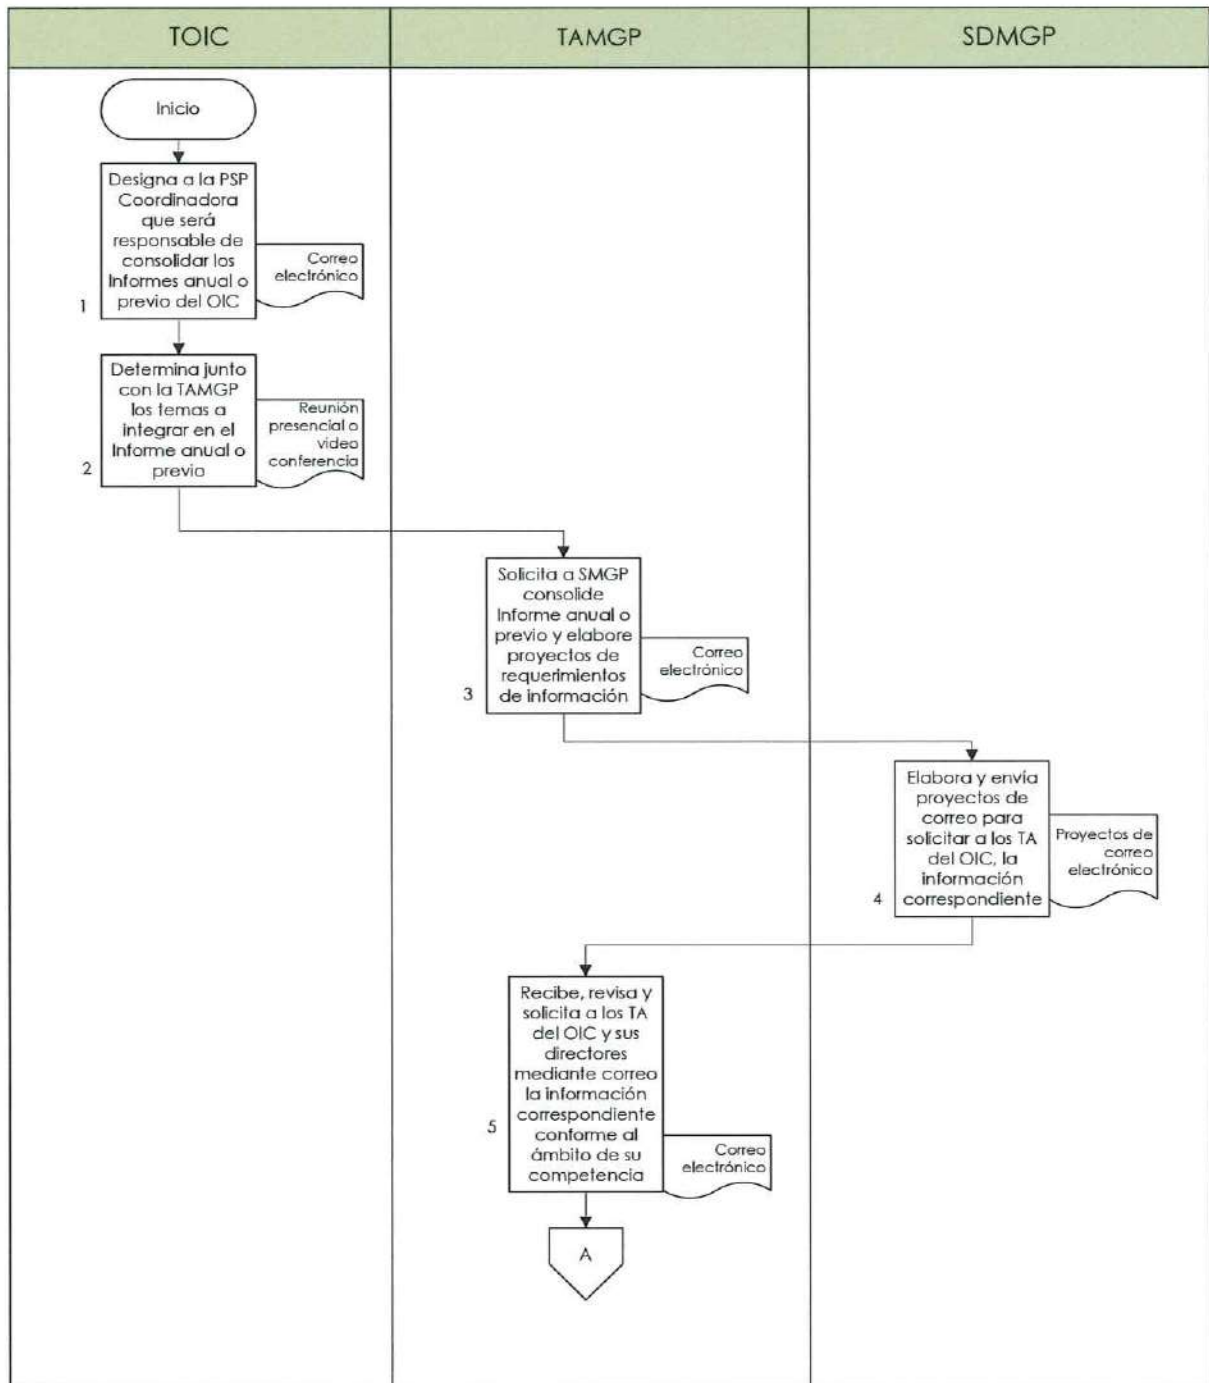 TOIC
TAMGP
SDMGP
Inicio
Designa a la PSP
Coordinadora
que será
responsable de
consolidar los
Informes anual o
previo del OIC
1
Correo
electrónico
Determina junto
con la TAMGP
los temas a
integrar en el
Informe anual o
previo
2
Reunión
presencial o
video
conferencia
Solicita a SMGP
consolide
Informe anual o
previo y elabore
proyectos de
requerimientos
de información
3
Correo
electrónico
Elabora y envía
proyectos de
correo para
solicitar a los TA
del OIC, la
información
correspondiente
4
Proyectos de
correo
electrónico
Recibe, revisa y
solicita a los TA
del OIC y sus
directores
mediante correo
la información
correspondiente
conforme al
ámbito de su
competencia
5
Correo
electrónico
A